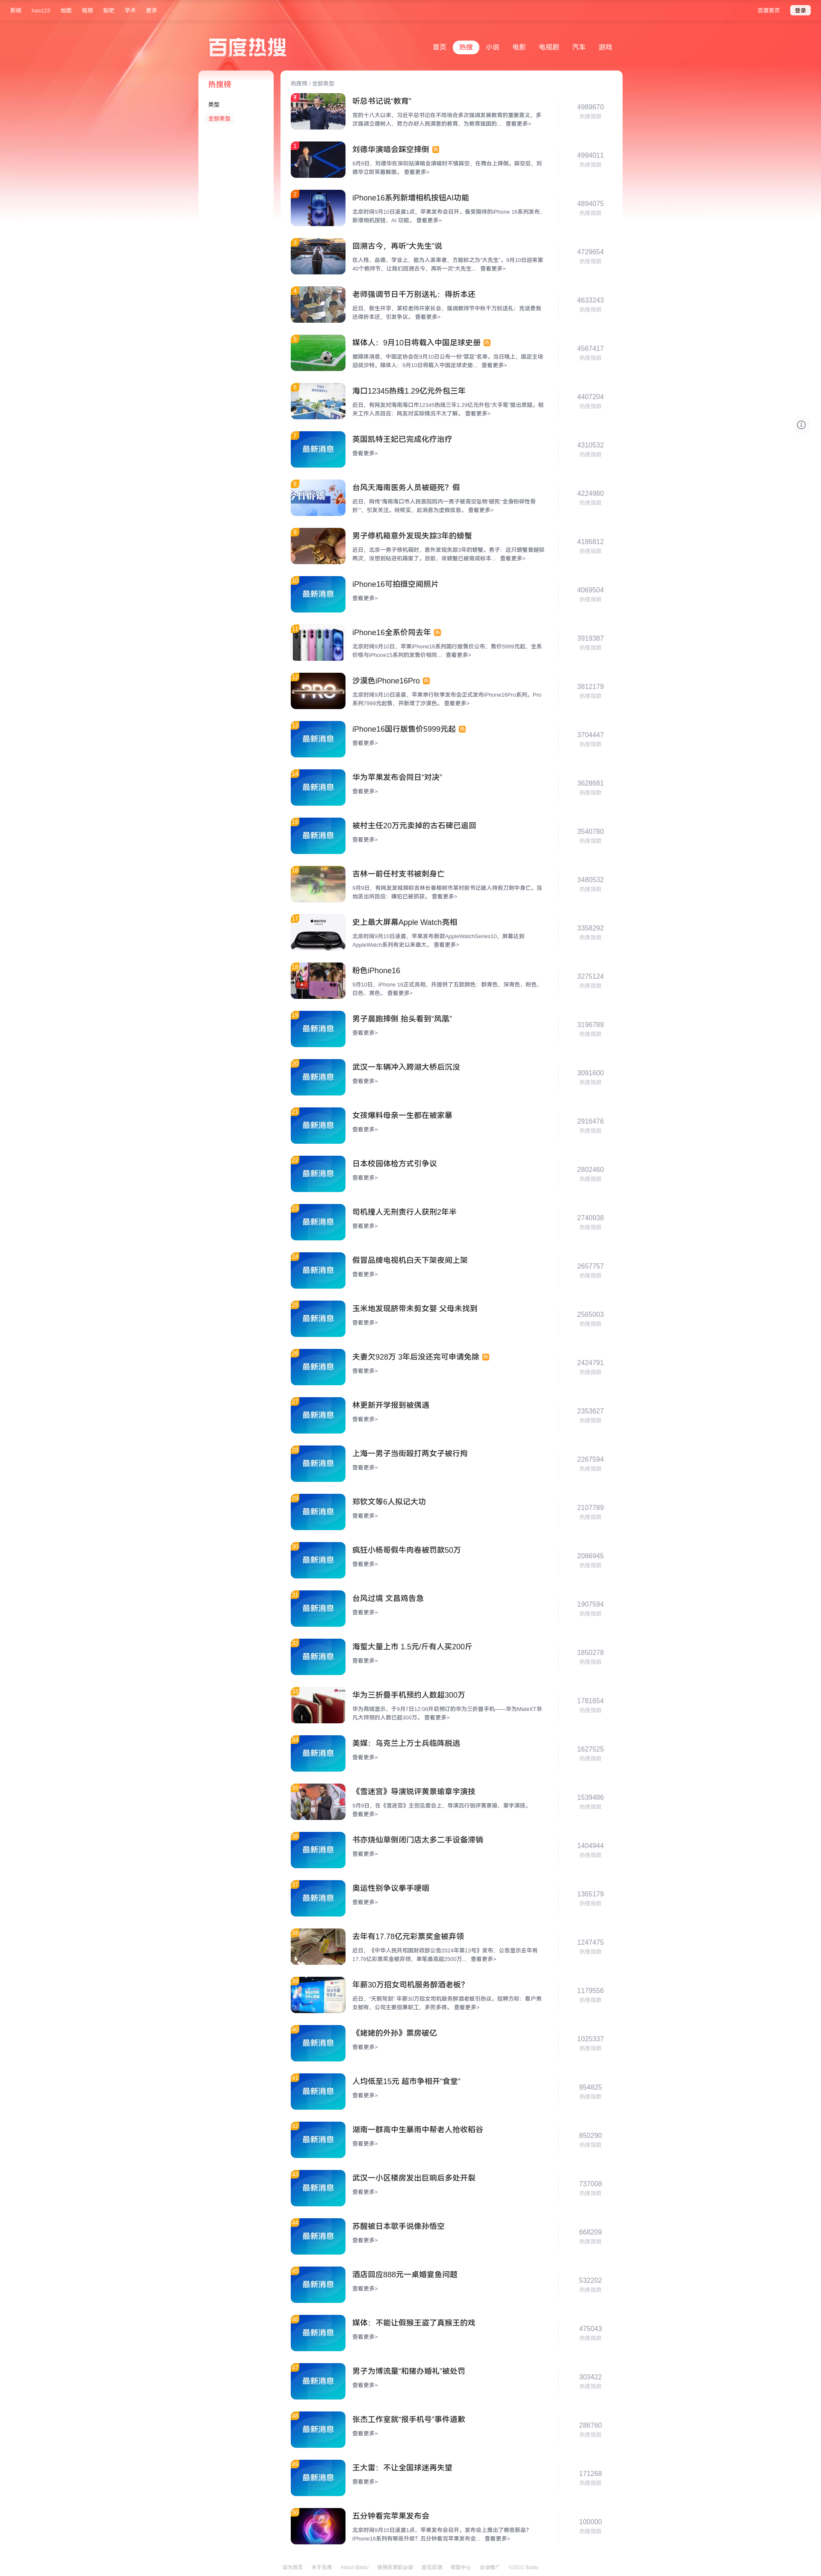 新闻 hao123 地图 视频 贴吧 学术 更多 百度首页 登录
百度热搜
首页 热搜 小说 电影 电视剧 汽车 游戏
热搜榜
类型
全部类型
热搜榜 / 全部类型
听总书记说“教育”
党的十八大以来，习近平总书记在不同场合多次强调发展教育的重要意义，多
次强调立德树人，努力办好人民满意的教育，为教育强国的... 查看更多>
4989670
热搜指数
1
刘德华演唱会踩空摔倒 热
9月9日，刘德华在深圳站演唱会演唱时不慎踩空，在舞台上摔倒。踩空后，刘
德华立即笑着解围。 查看更多>
4994011
热搜指数
2
iPhone16系列新增相机按钮AI功能
北京时间9月10日凌晨1点，苹果发布会召开。备受期待的iPhone 16系列发布，
新增相机按钮、AI 功能。 查看更多>
4894075
热搜指数
3
回溯古今，再听“大先生”说
在人格、品德、学业上，能为人表率者，方能称之为“大先生”。9月10日迎来第
40个教师节，让我们回溯古今，再听一次“大先生... 查看更多>
4729654
热搜指数
4
老师强调节日千万别送礼：得折本还
近日，新生开学，某校老师开家长会，强调教师节中秋千万别送礼：充话费我
还得折本还，引发争议。 查看更多>
4633243
热搜指数
5
媒体人：9月10日将载入中国足球史册 热
据媒体消息，中国足协会在9月10日公布一份“禁足”名单。当日晚上，国足主场
迎战沙特。媒体人：9月10日将载入中国足球史册... 查看更多>
4567417
热搜指数
6
海口12345热线1.29亿元外包三年
近日，有网友对海南海口市12345热线三年1.29亿元外包“大手笔”提出质疑。相
关工作人员回应：网友对实际情况不太了解。 查看更多>
4407204
热搜指数
7
最新消息
英国凯特王妃已完成化疗治疗
查看更多>
4310532
热搜指数
8
台风天海南医务人员被砸死？假
近日，网传“海南海口市人民医院院内一男子被高空坠物‘砸死’‘全身粉碎性骨
折’”，引发关注。经核实，此消息为虚假信息。 查看更多>
4224980
热搜指数
9
男子修机箱意外发现失踪3年的螃蟹
近日，北京一男子修机箱时，意外发现失踪3年的螃蟹。男子：这只螃蟹曾越狱
两次，没想到钻进机箱里了。目前，该螃蟹已被做成标本... 查看更多>
4186812
热搜指数
10
最新消息
iPhone16可拍摄空间照片
查看更多>
4069504
热搜指数
11
iPhone16全系价同去年 热
北京时间9月10日，苹果iPhone16系列国行版售价公布，售价5999元起，全系
价格与iPhone15系列的发售价相同... 查看更多>
3919387
热搜指数
12
沙漠色iPhone16Pro 热
北京时间9月10日凌晨，苹果举行秋季发布会正式发布iPhone16Pro系列。Pro
系列7999元起售，并新增了沙漠色。 查看更多>
3812179
热搜指数
13
最新消息
iPhone16国行版售价5999元起 热
查看更多>
3704447
热搜指数
14
最新消息
华为苹果发布会同日“对决”
查看更多>
3628681
热搜指数
15
最新消息
被村主任20万元卖掉的古石碑已追回
查看更多>
3540780
热搜指数
16
吉林一前任村支书被刺身亡
9月9日，有网友发视频称吉林长春榆树市某村前书记被人持剪刀刺中身亡。当
地派出所回应：嫌犯已被抓获。 查看更多>
3480532
热搜指数
17
史上最大屏幕Apple Watch亮相
北京时间9月10日凌晨，苹果发布新款AppleWatchSeries10，屏幕达到
AppleWatch系列有史以来最大。 查看更多>
3358292
热搜指数
18
粉色iPhone16
9月10日，iPhone 16正式亮相，共提供了五款颜色：群青色、深青色、粉色、
白色、黑色。 查看更多>
3275124
热搜指数
19
最新消息
男子晨跑摔倒 抬头看到“凤凰”
查看更多>
3196789
热搜指数
20
最新消息
武汉一车辆冲入跨湖大桥后沉没
查看更多>
3091600
热搜指数
21
最新消息
女孩爆料母亲一生都在被家暴
查看更多>
2916476
热搜指数
22
最新消息
日本校园体检方式引争议
查看更多>
2802460
热搜指数
23
最新消息
司机撞人无刑责行人获刑2年半
查看更多>
2740938
热搜指数
24
最新消息
假冒品牌电视机白天下架夜间上架
查看更多>
2657757
热搜指数
25
最新消息
玉米地发现脐带未剪女婴 父母未找到
查看更多>
2565003
热搜指数
26
最新消息
夫妻欠928万 3年后没还完可申请免除 热
查看更多>
2424791
热搜指数
27
最新消息
林更新开学报到被偶遇
查看更多>
2353627
热搜指数
28
最新消息
上海一男子当街殴打两女子被行拘
查看更多>
2267594
热搜指数
29
最新消息
郑钦文等6人拟记大功
查看更多>
2107789
热搜指数
30
最新消息
疯狂小杨哥假牛肉卷被罚款50万
查看更多>
2086945
热搜指数
31
最新消息
台风过境 文昌鸡告急
查看更多>
1907594
热搜指数
32
最新消息
海蜇大量上市 1.5元/斤有人买200斤
查看更多>
1850278
热搜指数
33
华为三折叠手机预约人数超300万
华为商城显示，于9月7日12:08开启预订的华为三折叠手机——华为MateXT非
凡大师预约人数已超300万。 查看更多>
1781654
热搜指数
34
最新消息
美媒：乌克兰上万士兵临阵脱逃
查看更多>
1627525
热搜指数
35
《雪迷宫》导演锐评黄景瑜章宇演技
9月9日，在《雪迷宫》主创见面会上，导演吕行锐评黄景瑜、章宇演技。
查看更多>
1539486
热搜指数
36
最新消息
书亦烧仙草倒闭门店太多二手设备滞销
查看更多>
1404944
热搜指数
37
最新消息
奥运性别争议拳手哽咽
查看更多>
1365179
热搜指数
38
去年有17.78亿元彩票奖金被弃领
近日，《中华人民共和国财政部公告2024年第13号》发布，公告显示去年有
17.78亿彩票奖金被弃领，单笔最高超2500万... 查看更多>
1247475
热搜指数
39
年薪30万招女司机服务醉酒老板？
近日，“天鹅驾到” 年薪30万招女司机服务醉酒老板引热议。招聘方称：客户男
女都有，公司主要招兼职工，多劳多得。 查看更多>
1179556
热搜指数
40
最新消息
《姥姥的外孙》票房破亿
查看更多>
1025337
热搜指数
41
最新消息
人均低至15元 超市争相开“食堂”
查看更多>
954825
热搜指数
42
最新消息
湖南一群高中生暴雨中帮老人抢收稻谷
查看更多>
850290
热搜指数
43
最新消息
武汉一小区楼房发出巨响后多处开裂
查看更多>
737008
热搜指数
44
最新消息
苏醒被日本歌手说像孙悟空
查看更多>
668209
热搜指数
45
最新消息
酒店回应888元一桌婚宴鱼问题
查看更多>
532202
热搜指数
46
最新消息
媒体：不能让假猴王盗了真猴王的戏
查看更多>
475043
热搜指数
47
最新消息
男子为博流量“和猪办婚礼”被处罚
查看更多>
303422
热搜指数
48
最新消息
张杰工作室就“报手机号”事件道歉
查看更多>
286760
热搜指数
49
最新消息
王大雷：不让全国球迷再失望
查看更多>
171268
热搜指数
50
五分钟看完苹果发布会
北京时间9月10日凌晨1点，苹果发布会召开。发布会上推出了哪些新品？
iPhone16系列有哪些升级？五分钟看完苹果发布会... 查看更多>
100000
热搜指数
设为首页 关于百度 About Baidu 使用百度前必读 意见反馈 帮助中心 企业推广 ©2021 Baidu